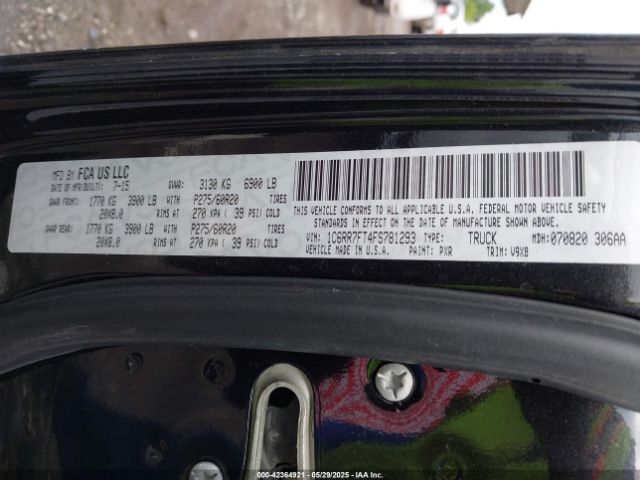 MFD BY FCA US LLC
DATE OF MFR(BUILT): 7-15 GVWR: 3130 KG 6900 LB
GAWR FRONT: 1770 KG 3900 LB WITH P275/60R20 TIRES
20X8.0 RIMS AT 270 KPA ( 39 PSI) COLD
GAWR REAR: 1770 KG 3900 LB WITH P275/60R20 TIRES
20X8.0 RIMS AT 270 KPA ( 39 PSI) COLD
THIS VEHICLE CONFORMS TO ALL APPLICABLE U.S.A. FEDERAL MOTOR VEHICLE SAFETY
STANDARDS IN EFFECT ON THE DATE OF MANUFACTURE SHOWN ABOVE.
VIN: 1C6RR7FT4FS781293 TYPE: TRUCK MDH: 070820 306AA
VEHICLE MADE IN U.S.A. PAINT: PXR TRIM: V9X8
000-42364921 - 05/29/2025 - IAA Inc.